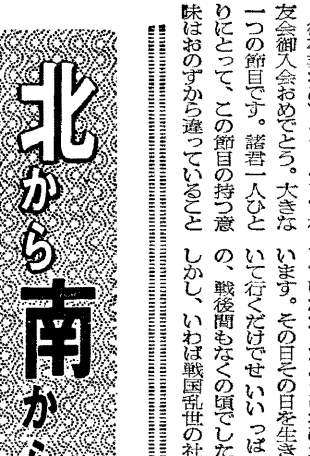 友会御入会おめでとう。大きな
一つの節目です。諸君一人ひと
りにとって、この節目の持つ意
味はおのずから違っていること
います。その日その日を生き
いて行くだけでせいいっぱ
の、戦後間もなくの頃でした
しかし、いわば戦国乱世の社
北から南から